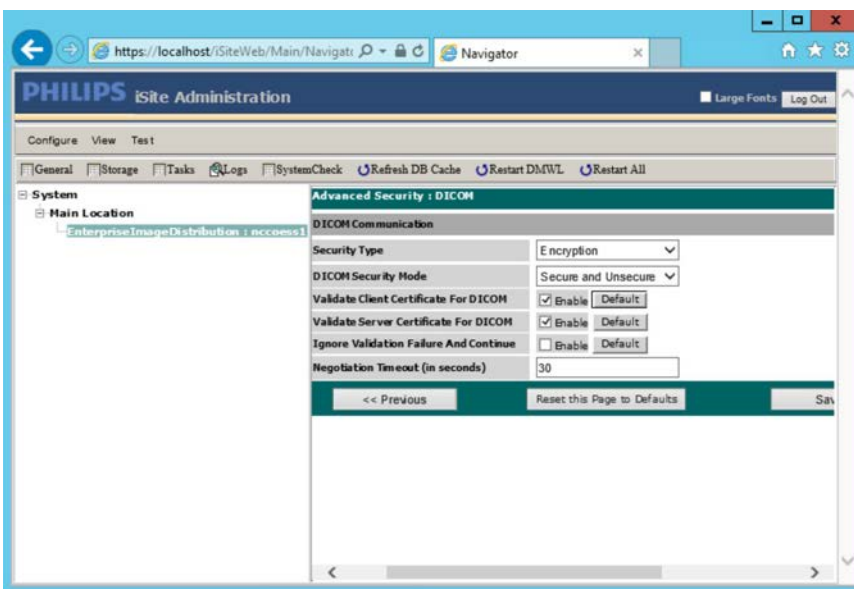 https://localhost/iSiteWeb/Main/Navigat
Navigator
PHILIPS iSite Administration
Large Fonts
Log Out
Configure View Test
General Storage Tasks Logs SystemCheck Refresh DB Cache Restart DMWL Restart All
System
Main Location
EnterpriseImageDistribution : nccoess1
Advanced Security : DICOM
DICOM Communication
Security Type Encryption
DICOM Security Mode Secure and Unsecure
Validate Client Certificate For DICOM Enable Default
Validate Server Certificate For DICOM Enable Default
Ignore Validation Failure And Continue Enable Default
Negotiation Timeout (in seconds) 30
<< Previous Reset this Page to Defaults Sav